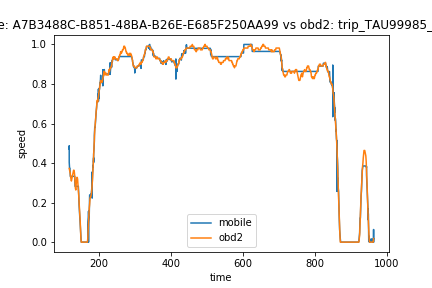 e: A7B3488C-B851-48BA-B26E-E685F250AA99 vs obd2: trip_TAU99985_
1.0
0.8
0.6
0.4
0.2
0.0
speed
mobile
obd2
200 400 600 800 1000
time